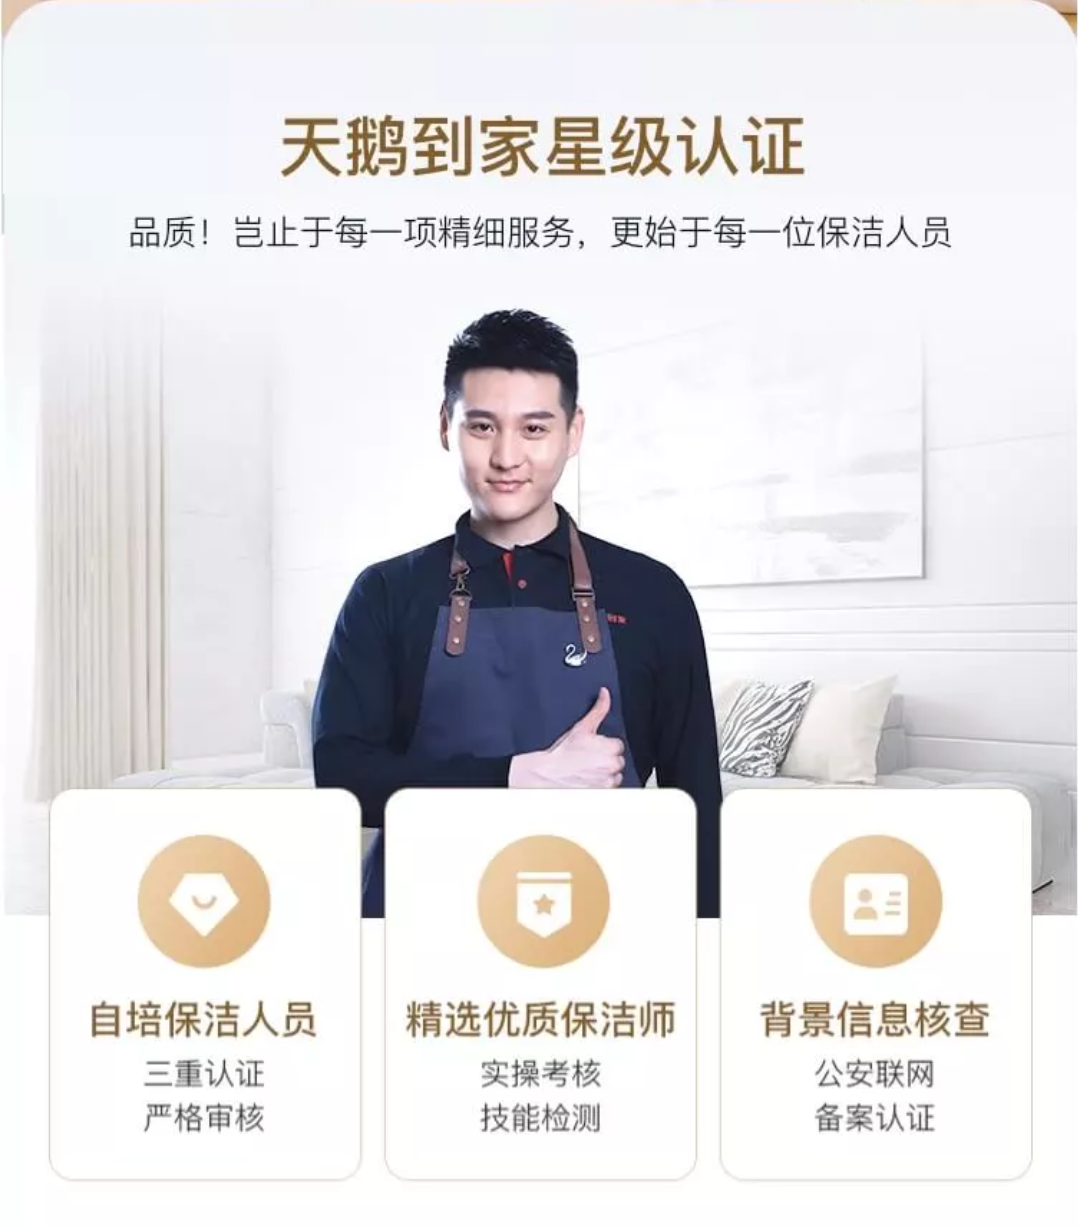 天鹅到家星级认证
品质！岂止于每一项精细服务，更始于每一位保洁人员
自培保洁人员
三重认证
严格审核
精选优质保洁师
实操考核
技能检测
背景信息核查
公安联网
备案认证